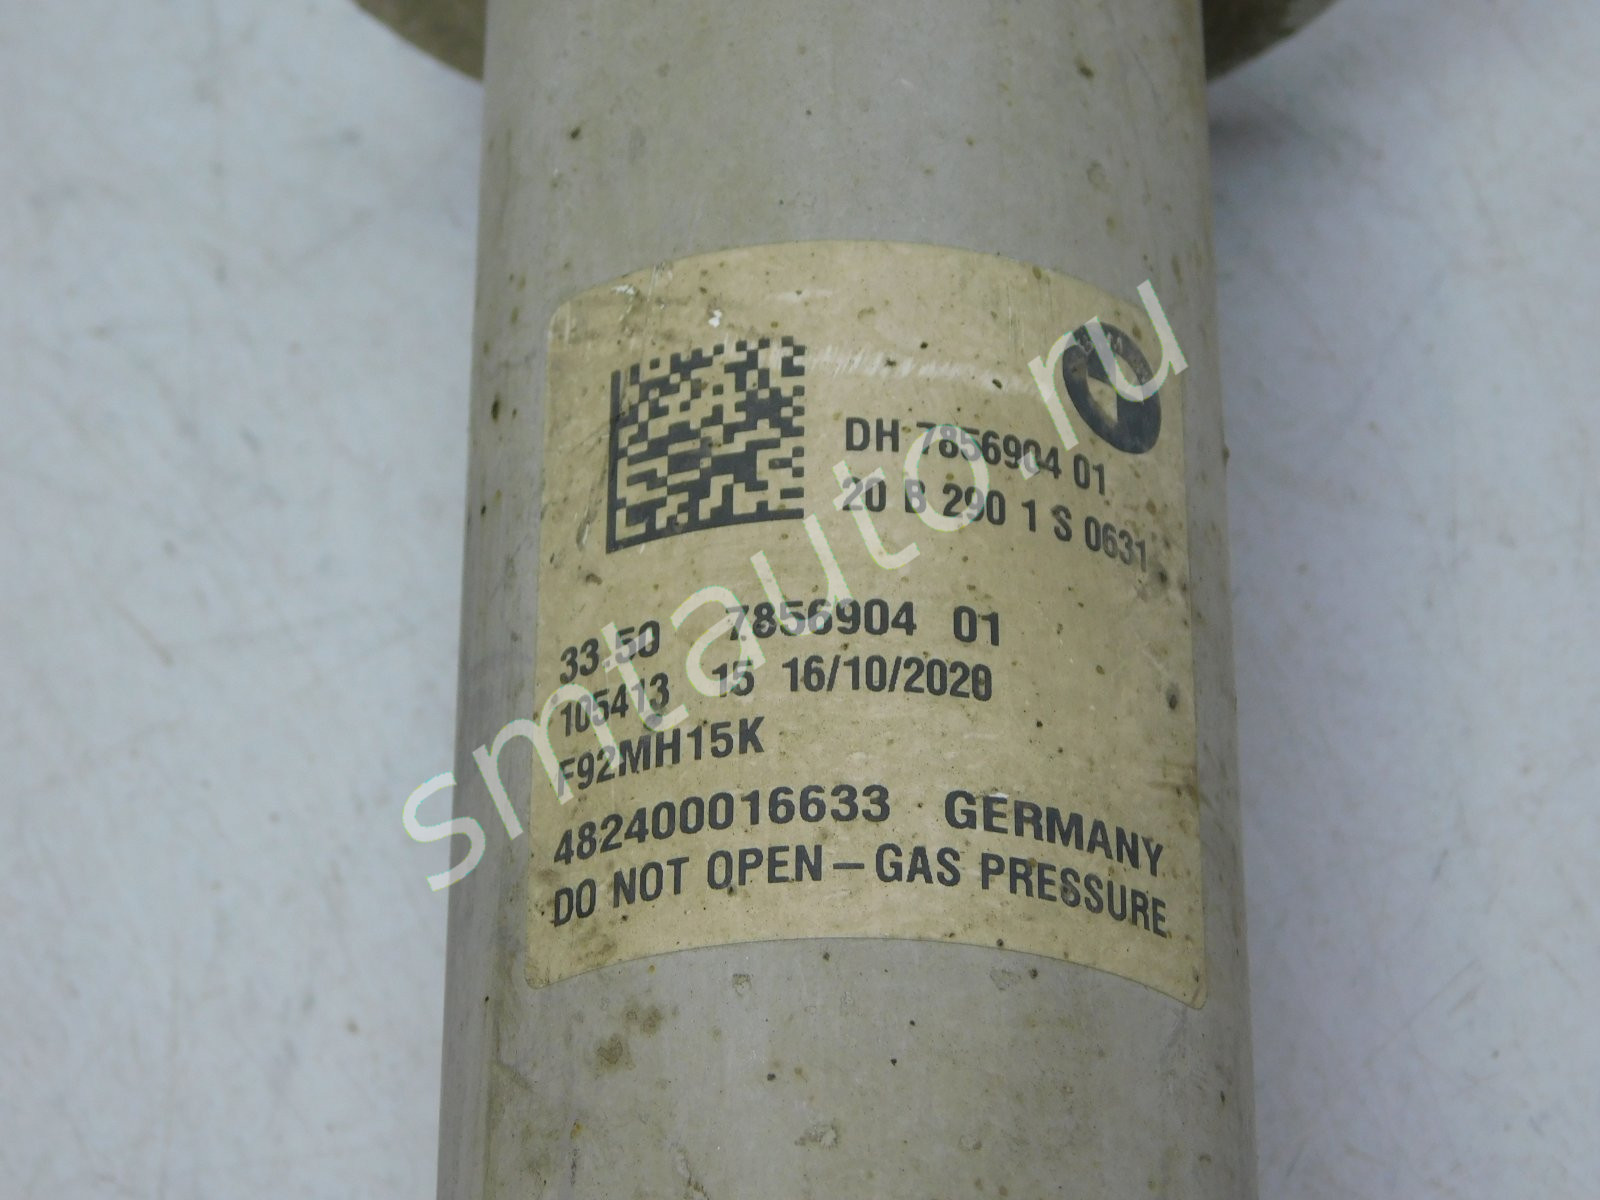 DH 7856904 01
20 B 290 1 S 0631
33.50 7856904 01
105413 15 16/10/2020
F92MH15K
482400016633 GERMANY
DO NOT OPEN – GAS PRESSURE
smtauto.ru